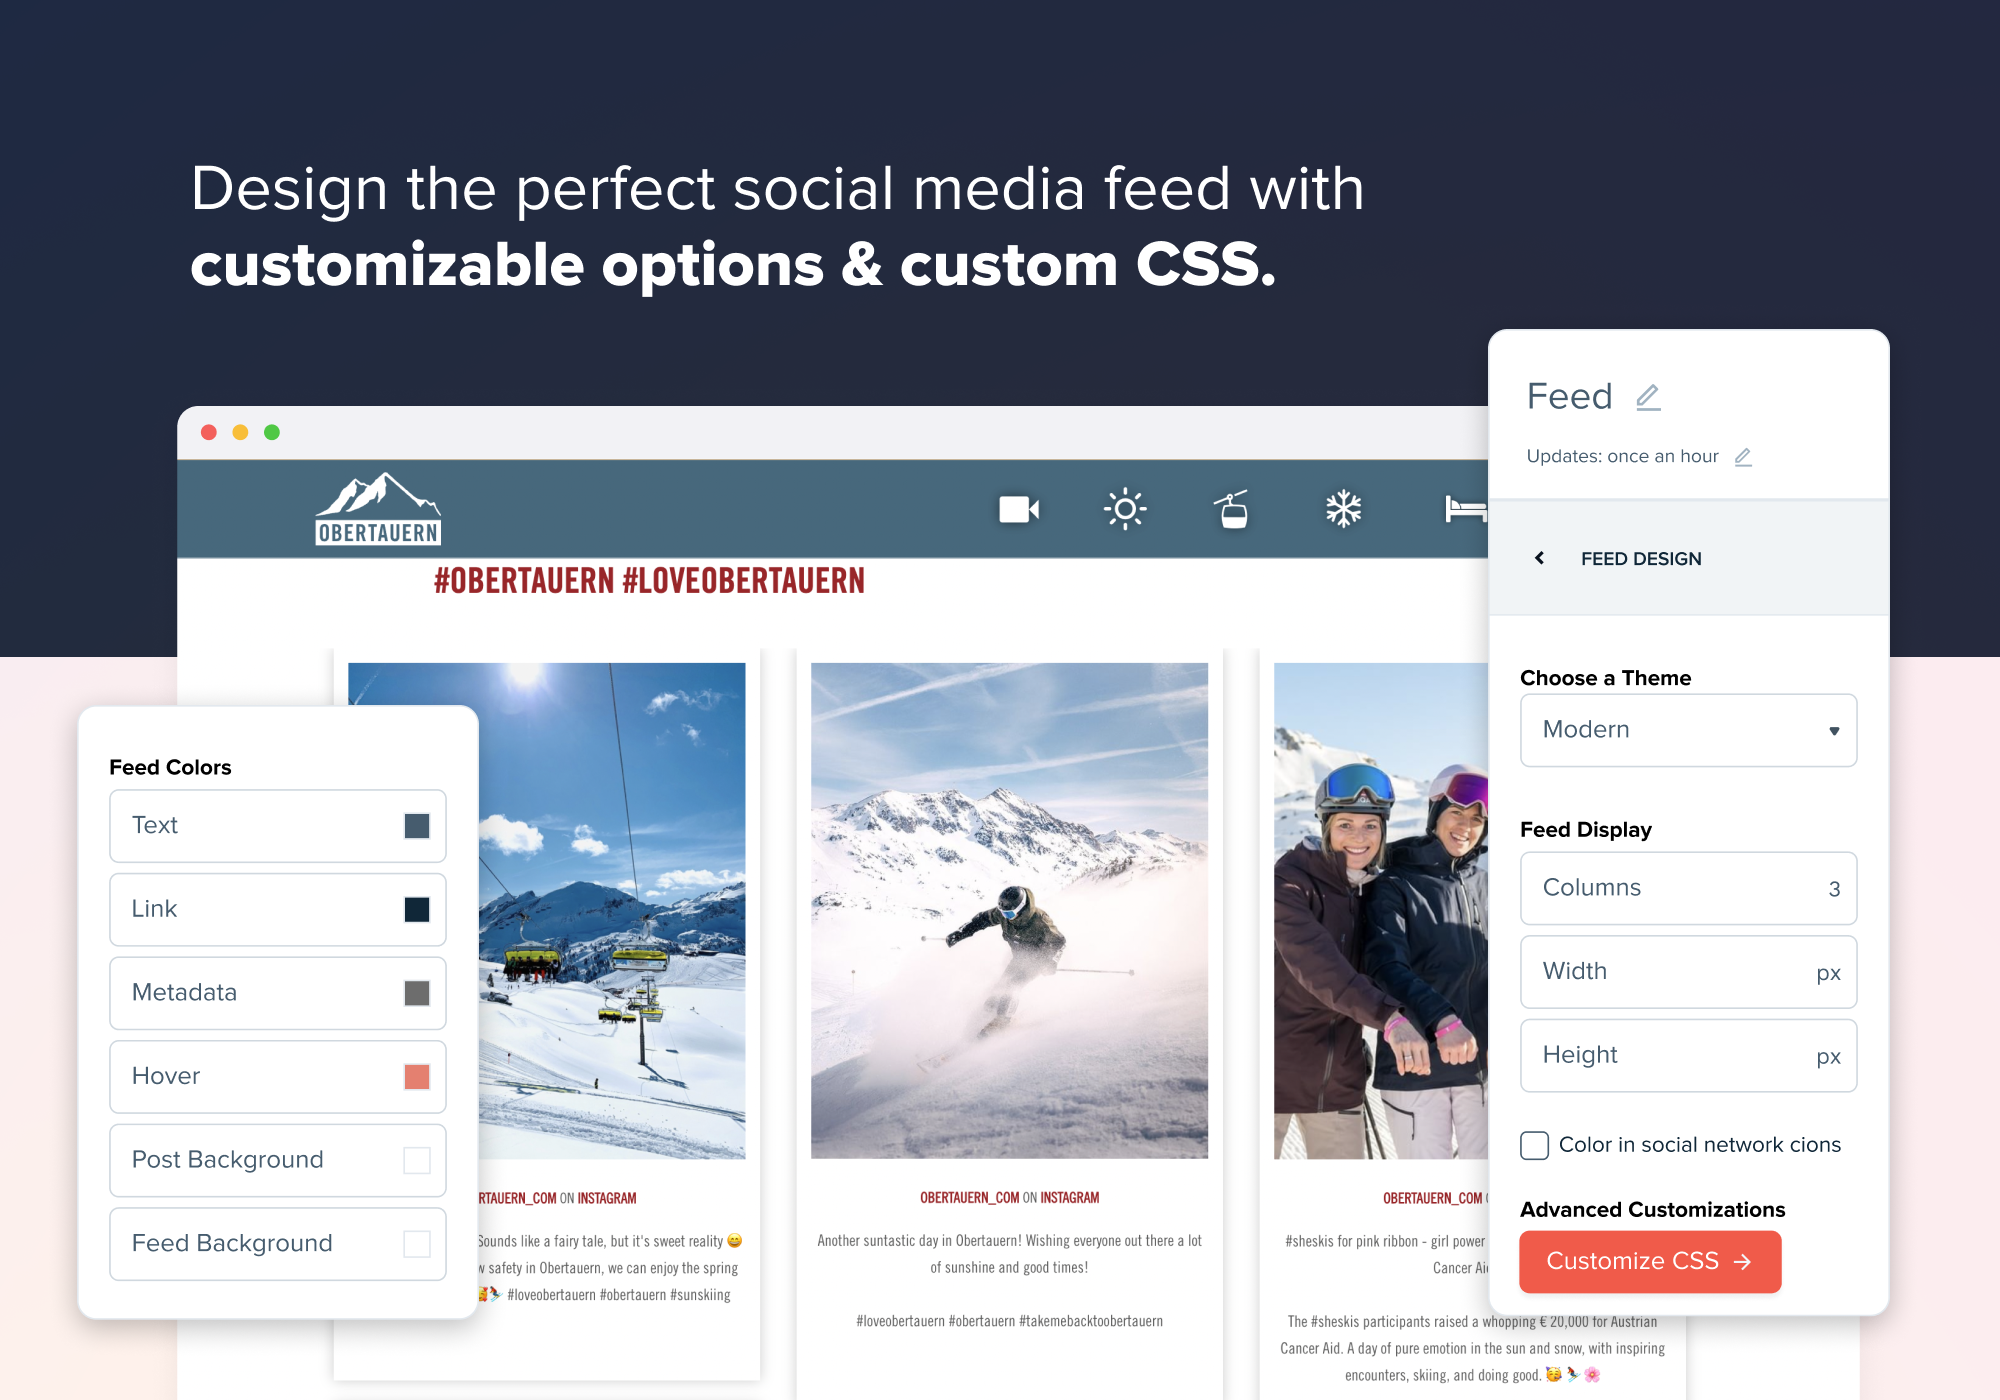 Design the perfect social media feed with
customizable options & custom CSS.
OBERTAUERN
#OBERTAUERN #LOVEOBERTAUERN
Feed
Updates: once an hour
FEED DESIGN
Choose a Theme
Modern
Feed Display
Columns 3
Width px
Height px
Color in social network cions
Advanced Customizations
Customize CSS →
Feed Colors
Text
Link
Metadata
Hover
Post Background
Feed Background
RTAUERN_COM ON INSTAGRAM
Sounds like a fairy tale, but it's sweet reality 😄
safety in Obertauern, we can enjoy the spring
🥰⛷ #loveobertauern #obertauern #sunskiing
OBERTAUERN_COM ON INSTAGRAM
Another suntastic day in Obertauern! Wishing everyone out there a lot
of sunshine and good times!
#loveobertauern #obertauern #takemebacktoobertauern
OBERTAUERN_COM
#sheskis for pink ribbon - girl power
Cancer
The #sheskis participants raised a whopping € 20,000 for Austrian
Cancer Aid. A day of pure emotion in the sun and snow, with inspiring
encounters, skiing, and doing good. 🥳⛷🌸